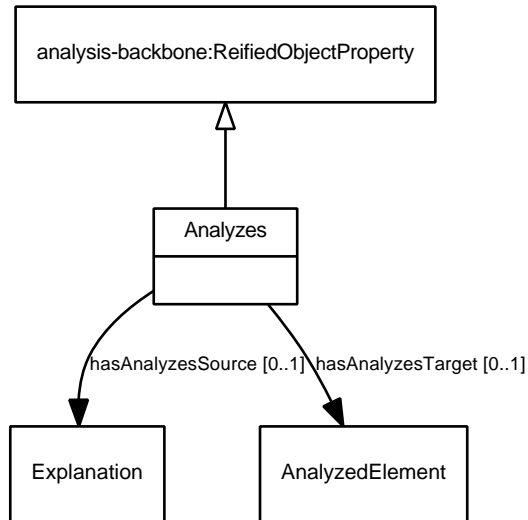 analysis-backbone:ReifiedObjectProperty
Analyzes
hasAnalyzesSource [0..1]
hasAnalyzesTarget [0..1]
Explanation
AnalyzedElement